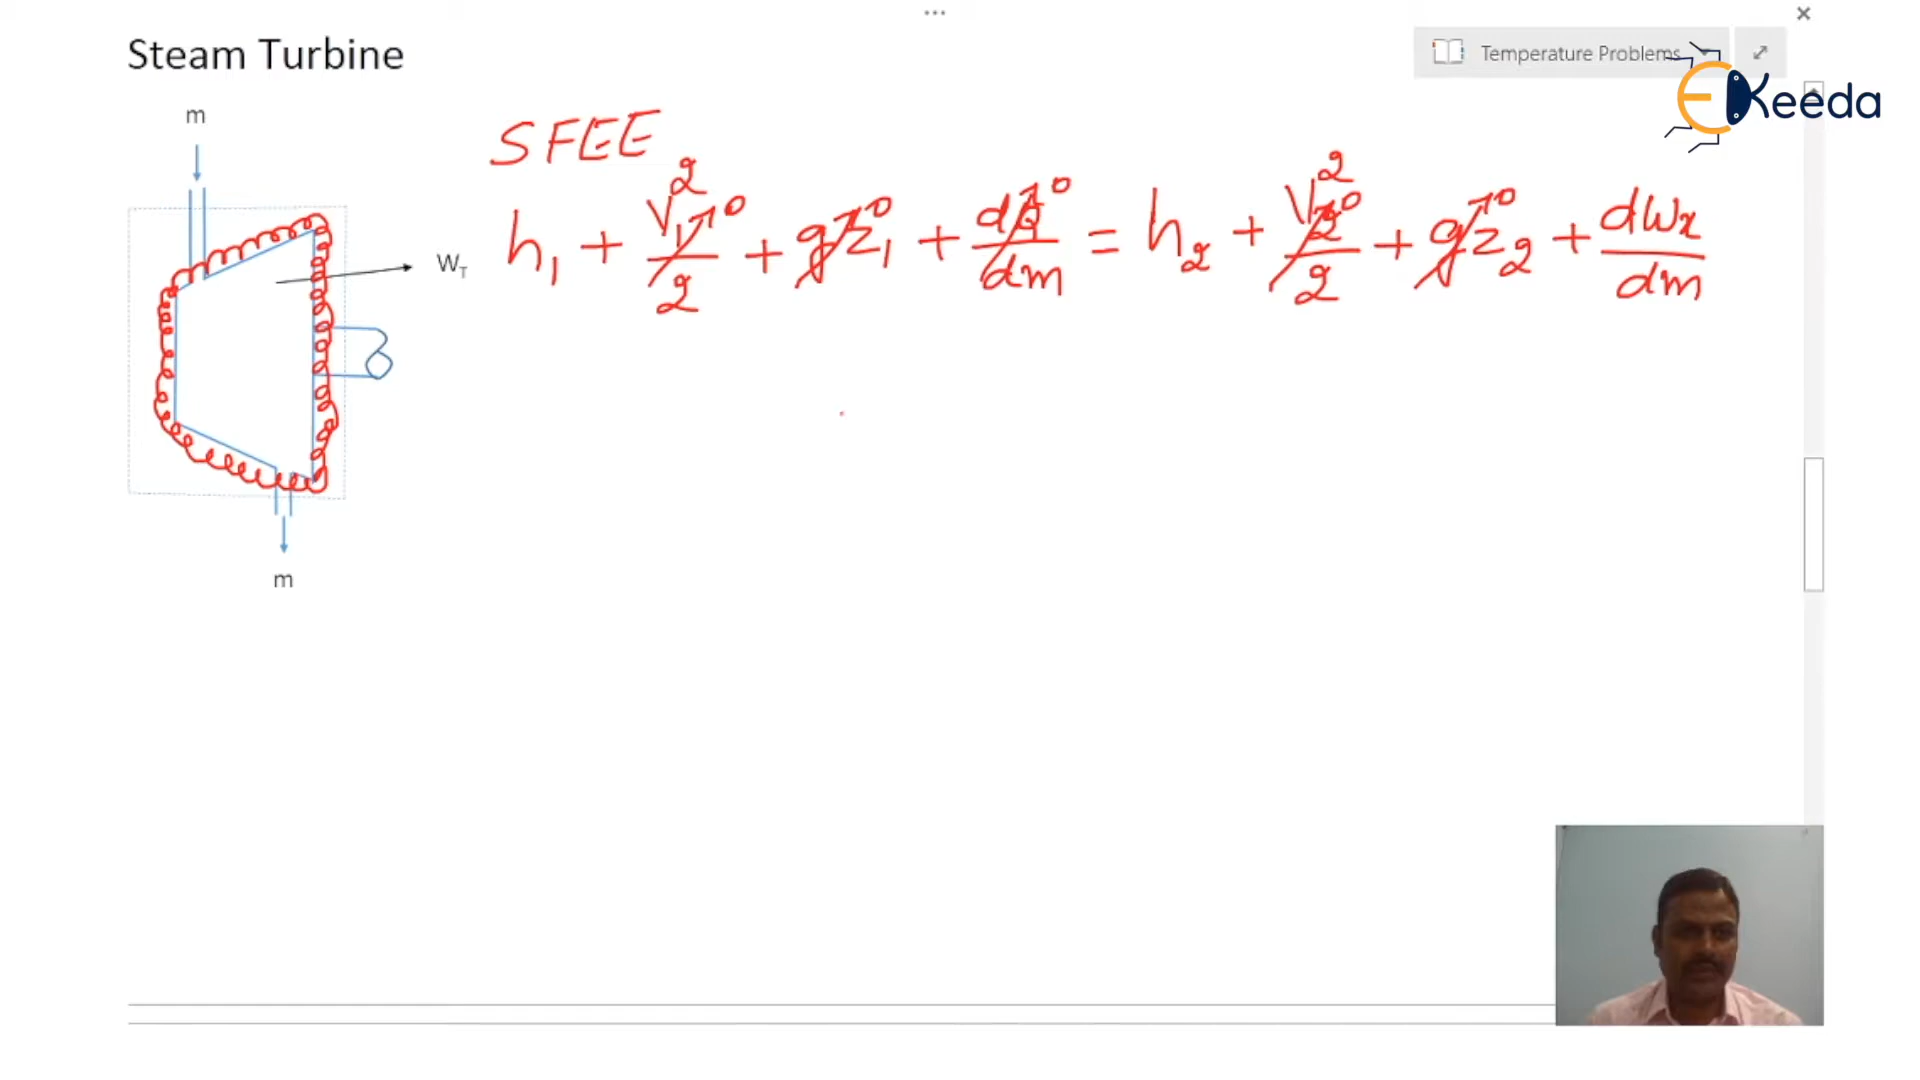 Steam Turbine
Temperature Problems
EKeeda
m
SFEE
h₁ + V₁²/2 →0 + gz₁ →0 + dq/dm →0 = h₂ + V₂²/2 →0 + gz₂ →0 + dWx/dm
W_T
m